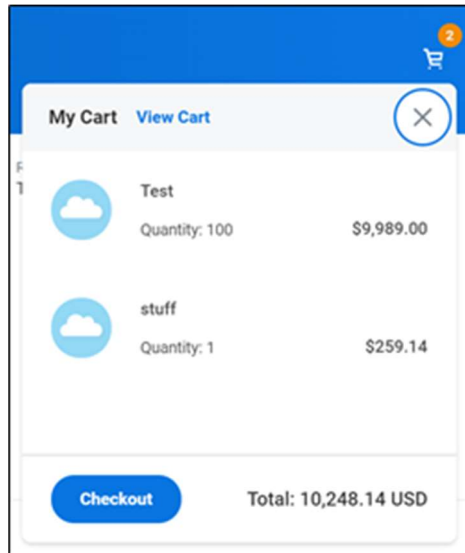 2
My Cart View Cart
Test
Quantity: 100 $9,989.00
stuff
Quantity: 1 $259.14
Checkout Total: 10,248.14 USD